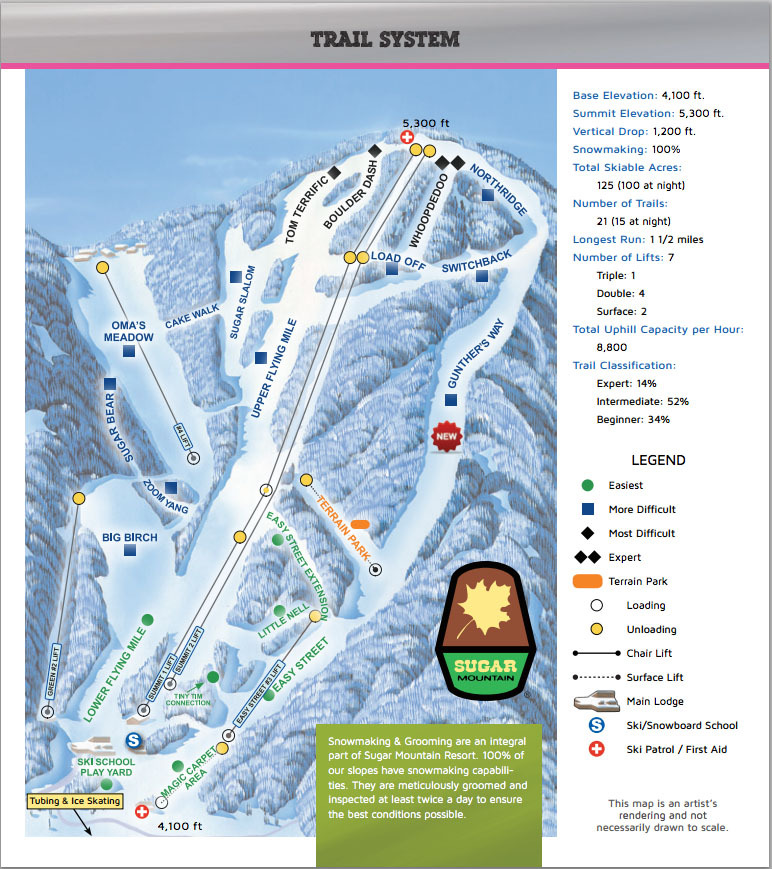 TRAIL SYSTEM
5,300 ft
TOM TERRIFIC
BOULDER DASH
WHOOPDEDOO
NORTHRIDGE
LOAD OFF
SWITCHBACK
OMA'S
MEADOW
CAKE WALK
SUGAR SLALOM
UPPER FLYING MILE
GUNTHER'S WAY
NEW
SUGAR BEAR
#4 LIFT
ZOOM YANG
BIG BIRCH
TERRAIN PARK
EASY STREET EXTENSION
LITTLE NELL
EASY STREET
EASY STREET #3 LIFT
GREEN #2 LIFT
LOWER FLYING MILE
SUMMIT 1 LIFT
SUMMIT 2 LIFT
TINY TIM
CONNECTION
S
SKI SCHOOL
PLAY YARD
MAGIC CARPET
AREA
Tubing & Ice Skating
4,100 ft
SUGAR
MOUNTAIN
®
Snowmaking & Grooming are an integral
part of Sugar Mountain Resort. 100% of
our slopes have snowmaking capabili-
ties. They are meticulously groomed and
inspected at least twice a day to ensure
the best conditions possible.
Base Elevation: 4,100 ft.
Summit Elevation: 5,300 ft.
Vertical Drop: 1,200 ft.
Snowmaking: 100%
Total Skiable Acres:
125 (100 at night)
Number of Trails:
21 (15 at night)
Longest Run: 1 1/2 miles
Number of Lifts: 7
Triple: 1
Double: 4
Surface: 2
Total Uphill Capacity per Hour:
8,800
Trail Classification:
Expert: 14%
Intermediate: 52%
Beginner: 34%
LEGEND
Easiest
More Difficult
Most Difficult
Expert
Terrain Park
Loading
Unloading
Chair Lift
Surface Lift
Main Lodge
S Ski/Snowboard School
Ski Patrol / First Aid
This map is an artist's
rendering and not
necessarily drawn to scale.